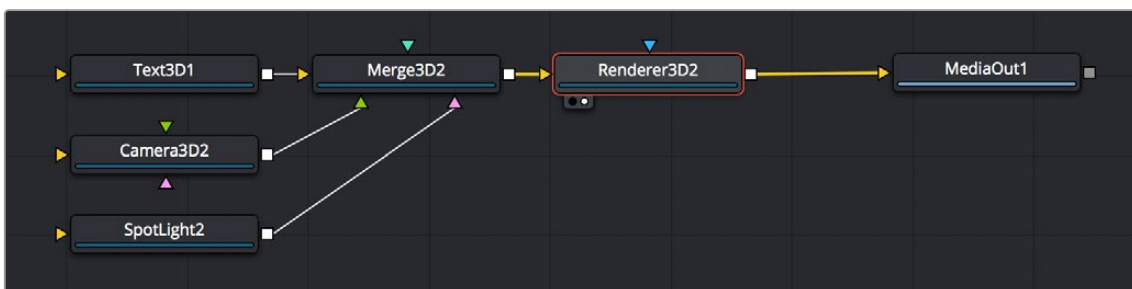 Text3D1
Merge3D2
Renderer3D2
MediaOut1
Camera3D2
SpotLight2